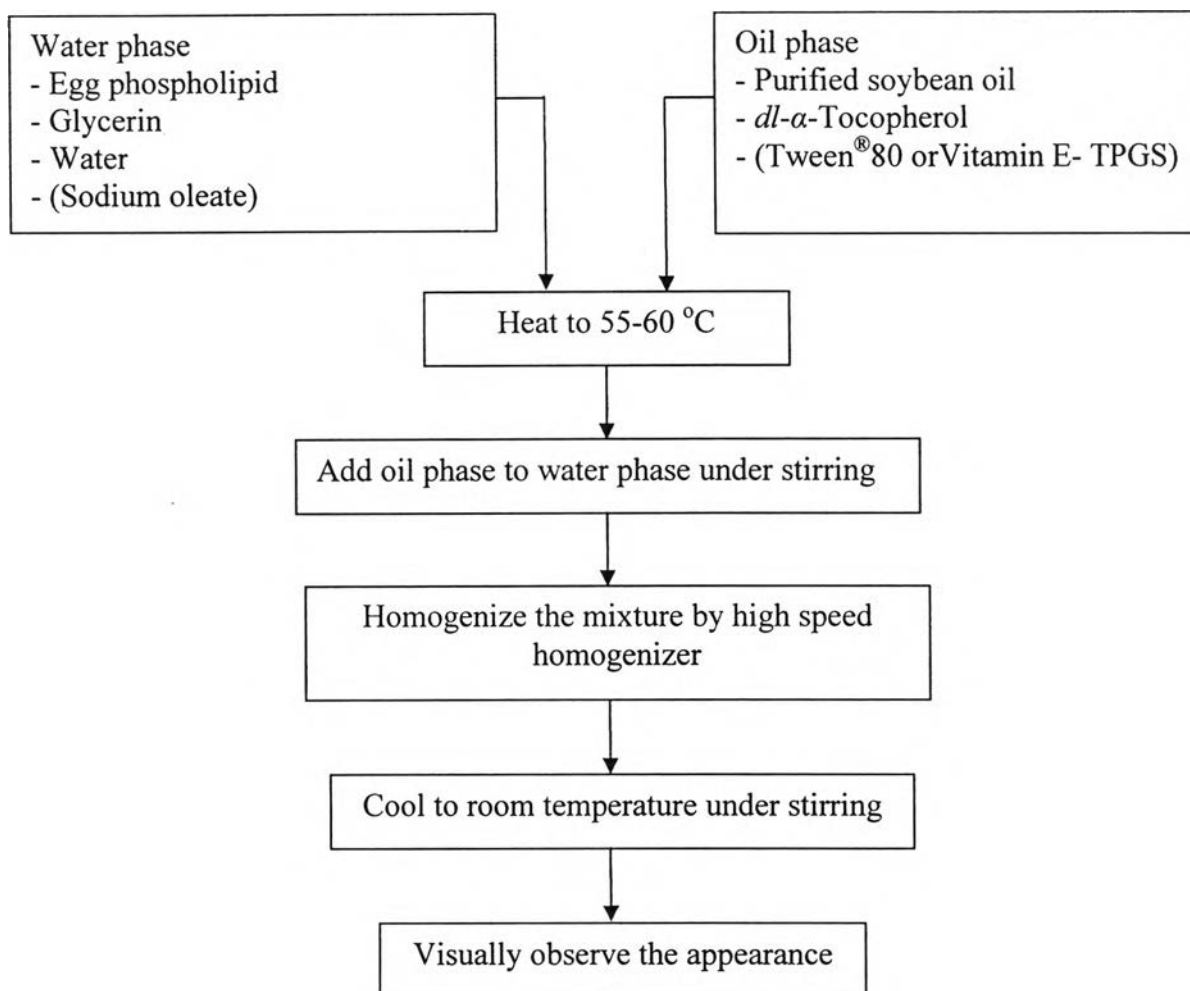 Water phase
- Egg phospholipid
- Glycerin
- Water
- (Sodium oleate)
Oil phase
- Purified soybean oil
- dl-α-Tocopherol
- (Tween®80 orVitamin E- TPGS)
Heat to 55-60 °C
Add oil phase to water phase under stirring
Homogenize the mixture by high speed
homogenizer
Cool to room temperature under stirring
Visually observe the appearance